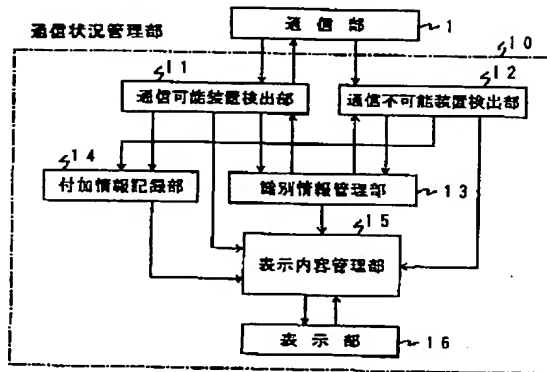 通信状況管理部
通信部
1
10
11
通信可能装置検出部
12
通信不可能装置検出部
14
付加情報記録部
識別情報管理部
13
15
表示内容管理部
表示部
16